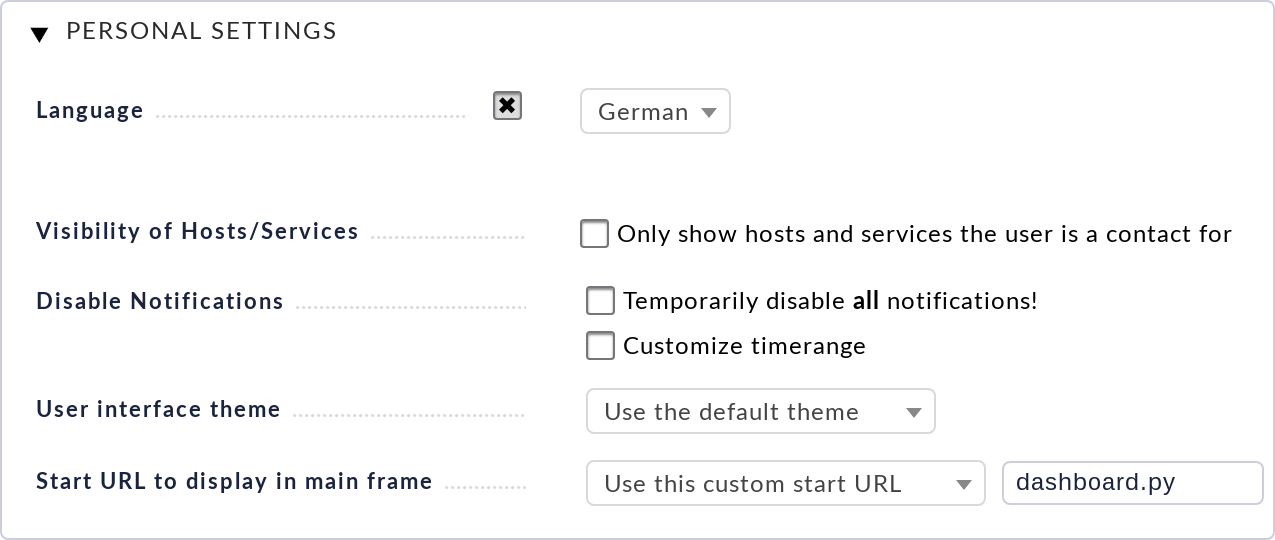 PERSONAL SETTINGS
Language German
Visibility of Hosts/Services Only show hosts and services the user is a contact for
Disable Notifications Temporarily disable all notifications!
Customize timerange
User interface theme Use the default theme
Start URL to display in main frame Use this custom start URL dashboard.py